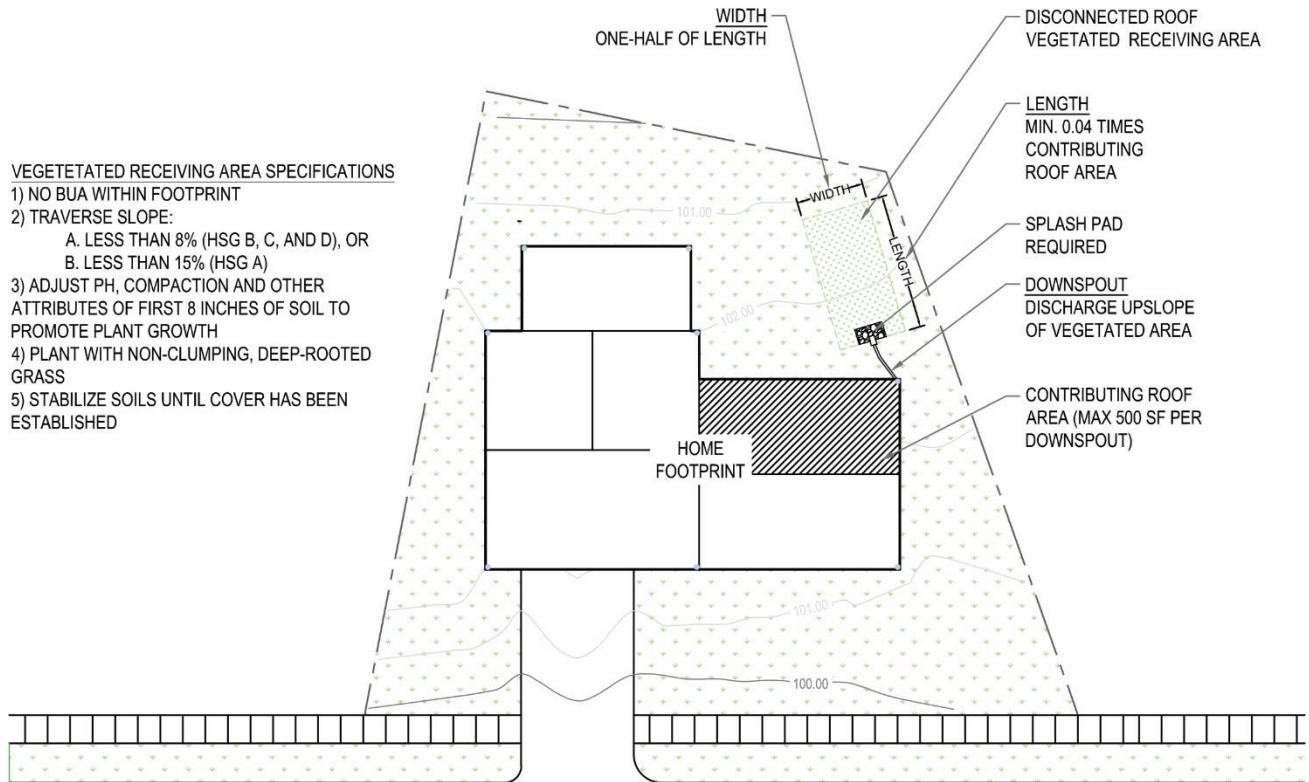 WIDTH
ONE-HALF OF LENGTH
DISCONNECTED ROOF
VEGETATED RECEIVING AREA
LENGTH
MIN. 0.04 TIMES
CONTRIBUTING
ROOF AREA
VEGETETATED RECEIVING AREA SPECIFICATIONS
1) NO BUA WITHIN FOOTPRINT
2) TRAVERSE SLOPE:
A. LESS THAN 8% (HSG B, C, AND D), OR
B. LESS THAN 15% (HSG A)
3) ADJUST PH, COMPACTION AND OTHER
ATTRIBUTES OF FIRST 8 INCHES OF SOIL TO
PROMOTE PLANT GROWTH
4) PLANT WITH NON-CLUMPING, DEEP-ROOTED
GRASS
5) STABILIZE SOILS UNTIL COVER HAS BEEN
ESTABLISHED
WIDTH
LENGTH
101.00
102.00
SPLASH PAD
REQUIRED
DOWNSPOUT
DISCHARGE UPSLOPE
OF VEGETATED AREA
CONTRIBUTING ROOF
AREA (MAX 500 SF PER
DOWNSPOUT)
HOME
FOOTPRINT
101.00
100.00